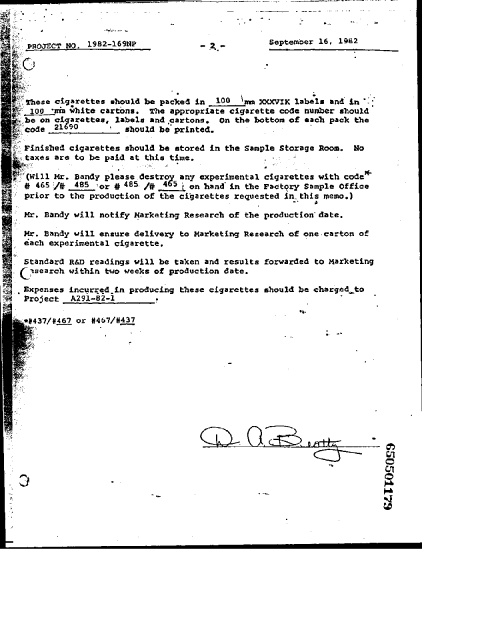 PROJECT NO. 1982-169NP
- 2 -
September 16, 1982
These cigarettes should be packed in 100 mm XXXVIK labels and in
100 mm white cartons. The appropriate cigarette code number should
be on cigarettes, labels and cartons. On the bottom of each pack the
code 21690 should be printed.
Finished cigarettes should be stored in the Sample Storage Room. No
taxes are to be paid at this time.
(Will Mr. Bandy please destroy any experimental cigarettes with code*
# 465 /# 485 or # 485 /# 465 on hand in the Factory Sample Office
prior to the production of the cigarettes requested in this memo.)
Mr. Bandy will notify Marketing Research of the production date.
Mr. Bandy will ensure delivery to Marketing Research of one carton of
each experimental cigarette.
Standard R&D readings will be taken and results forwarded to Marketing
search within two weeks of production date.
Expenses incurred in producing these cigarettes should be charged to
Project A291-82-1 .
*#437/#467 or #467/#437
D. A. Beatty
650501179